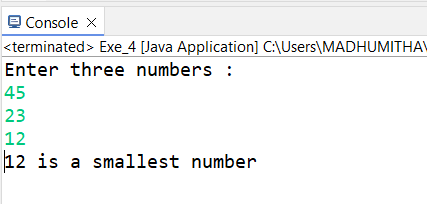 Console
<terminated> Exe_4 [Java Application] C:\Users\MADHUMITHA\
Enter three numbers :
45
23
12
12 is a smallest number